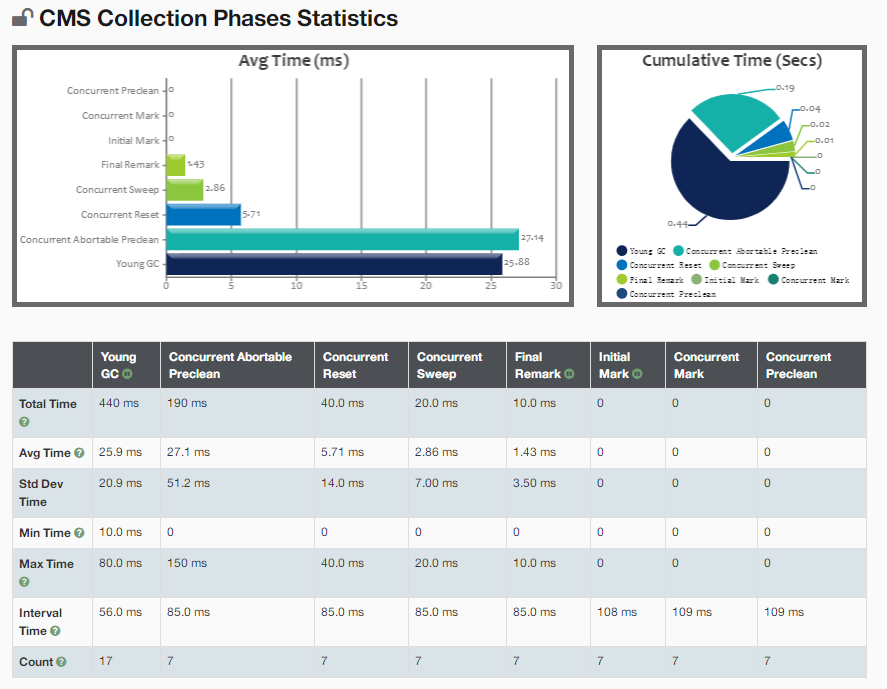 CMS Collection Phases Statistics
Avg Time (ms)
Concurrent Preclean
0
Concurrent Mark
0
Initial Mark
0
Final Remark
1.43
Concurrent Sweep
2.86
Concurrent Reset
5.71
Concurrent Abortable Preclean
27.14
Young GC
25.88
0 5 10 15 20 25 30
Cumulative Time (Secs)
0.19
0.04
0.02
0.01
0
0
0
0.44
Young GC Concurrent Abortable Preclean
Concurrent Reset Concurrent Sweep
Final Remark Initial Mark Concurrent Mark
Concurrent Preclean
Young GC Concurrent Abortable Preclean Concurrent Reset Concurrent Sweep Final Remark Initial Mark Concurrent Mark Concurrent Preclean
Total Time ? 440 ms 190 ms 40.0 ms 20.0 ms 10.0 ms 0 0 0
Avg Time ? 25.9 ms 27.1 ms 5.71 ms 2.86 ms 1.43 ms 0 0 0
Std Dev Time 20.9 ms 51.2 ms 14.0 ms 7.00 ms 3.50 ms 0 0 0
Min Time ? 10.0 ms 0 0 0 0 0 0 0
Max Time ? 80.0 ms 150 ms 40.0 ms 20.0 ms 10.0 ms 0 0 0
Interval Time ? 56.0 ms 85.0 ms 85.0 ms 85.0 ms 85.0 ms 108 ms 109 ms 109 ms
Count ? 17 7 7 7 7 7 7 7